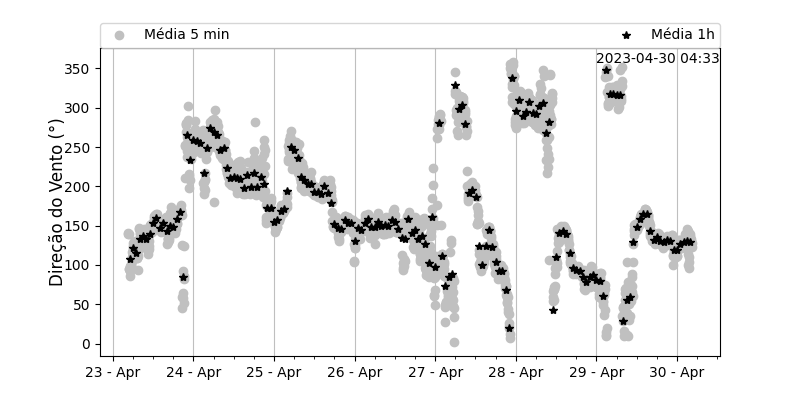 Média 5 min
Média 1h
2023-04-30 04:33
Direção do Vento (°)
350
300
250
200
150
100
50
0
23 - Apr
24 - Apr
25 - Apr
26 - Apr
27 - Apr
28 - Apr
29 - Apr
30 - Apr